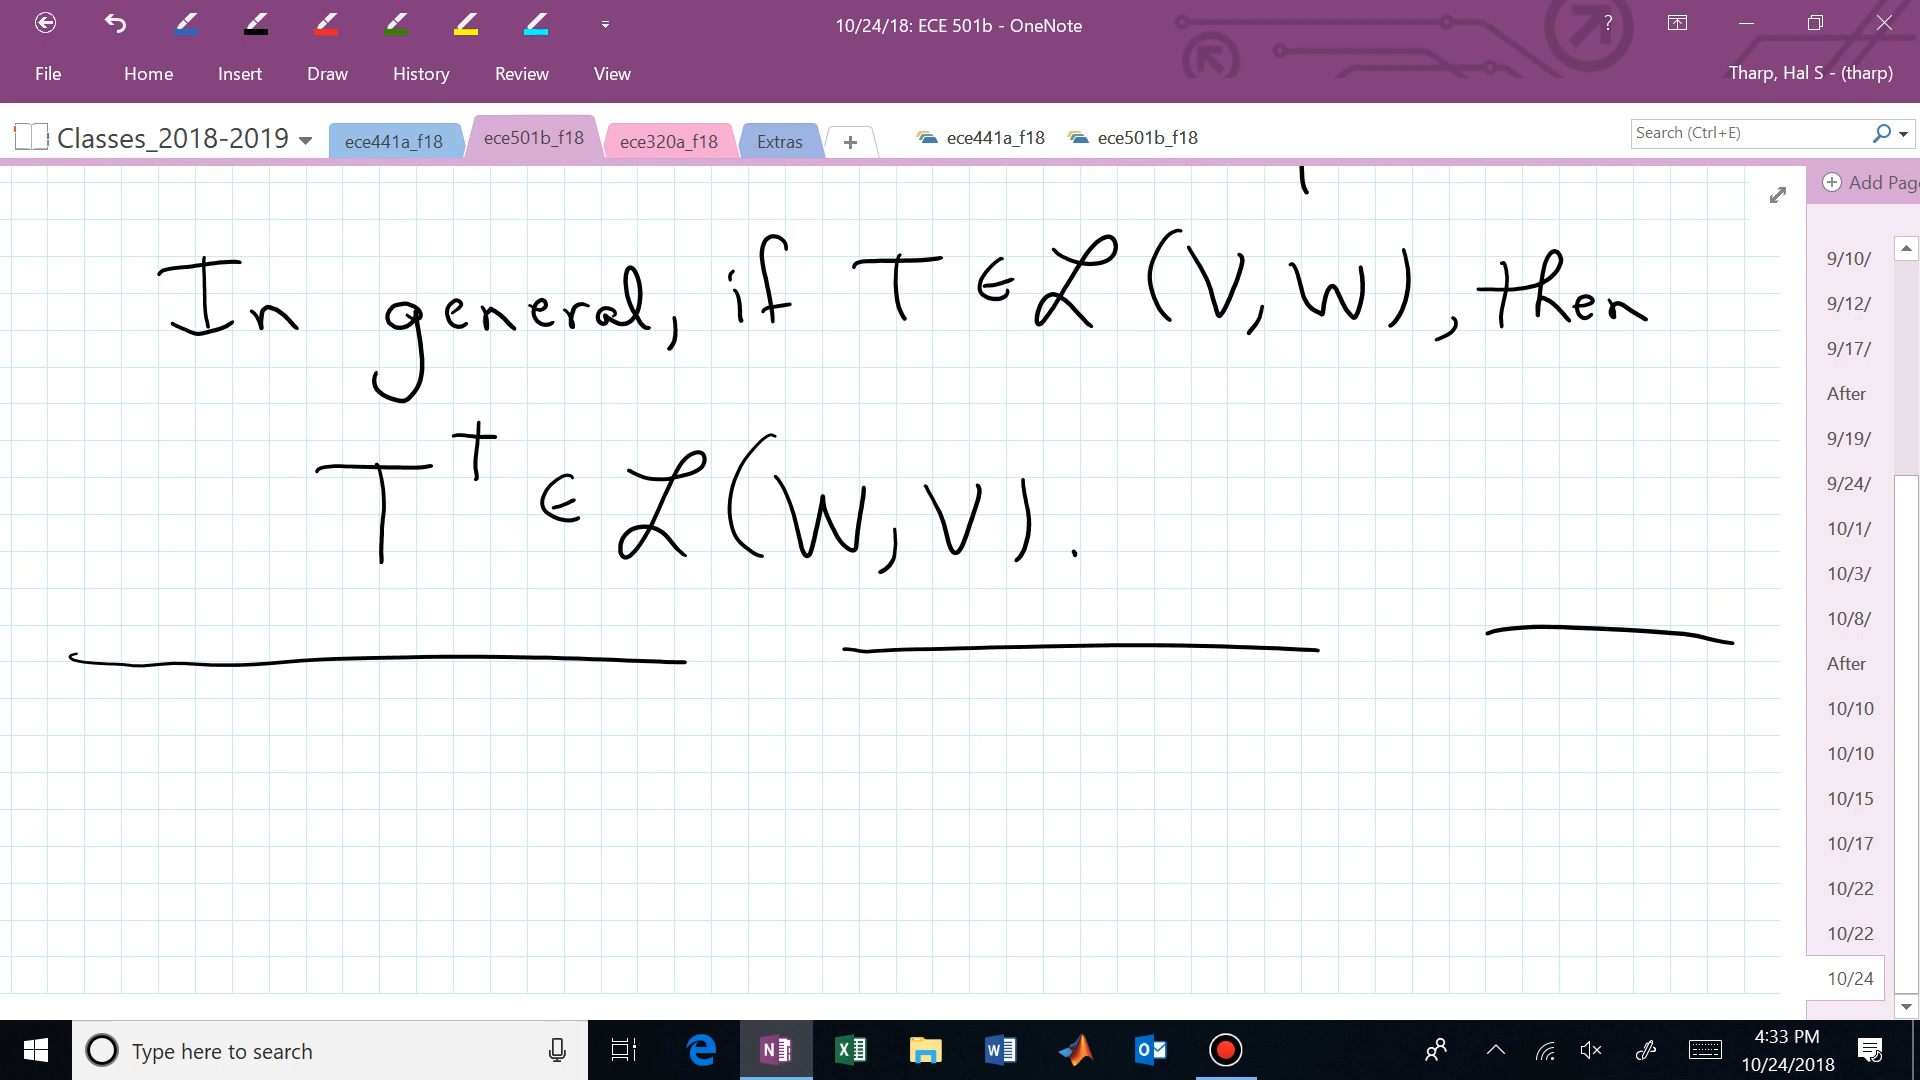 10/24/18: ECE 501b - OneNote
?
File Home Insert Draw History Review View
Tharp, Hal S - (tharp)
Classes_2018-2019
ece441a_f18
ece501b_f18
ece320a_f18
Extras
ece441a_f18
ece501b_f18
Search (Ctrl+E)
Add Page
In general, if T ∈ ℒ(V, W), then
T† ∈ ℒ(W, V).
9/10/
9/12/
9/17/
After
9/19/
9/24/
10/1/
10/3/
10/8/
After
10/10
10/10
10/15
10/17
10/22
10/22
10/24
Type here to search
4:33 PM
10/24/2018